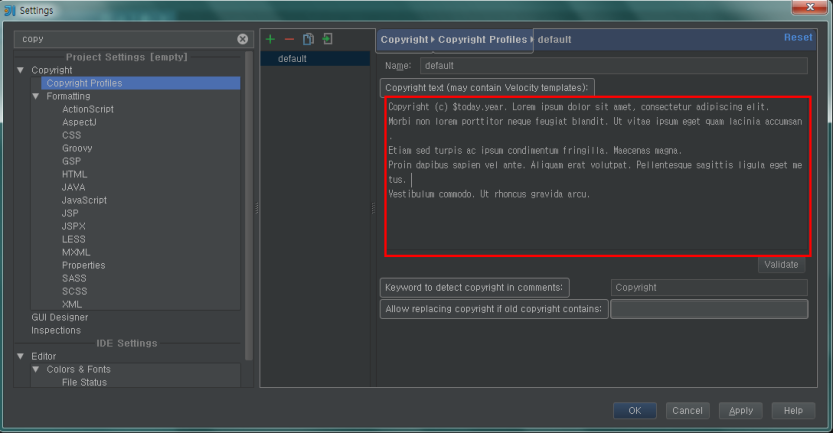 Settings
copy
Project Settings [empty]
Copyright
Copyright Profiles
Formatting
ActionScript
AspectJ
CSS
Groovy
GSP
HTML
JAVA
JavaScript
JSP
JSPX
LESS
MXML
Properties
SASS
SCSS
XML
GUI Designer
Inspections
IDE Settings
Editor
Colors & Fonts
File Status
default
Copyright Copyright Profiles default
Reset
Name: default
Copyright text (may contain Velocity templates):
Copyright (c) $today.year. Lorem ipsum dolor sit amet, consectetur adipiscing elit.
Morbi non lorem porttitor neque feugiat blandit. Ut vitae ipsum eget quam lacinia accumsan
.
Etiam sed turpis ac ipsum condimentum fringilla. Maecenas magna.
Proin dapibus sapien vel ante. Aliquam erat volutpat. Pellentesque sagittis ligula eget me
tus.
Vestibulum commodo. Ut rhoncus gravida arcu.
Validate
Keyword to detect copyright in comments: Copyright
Allow replacing copyright if old copyright contains:
OK Cancel Apply Help